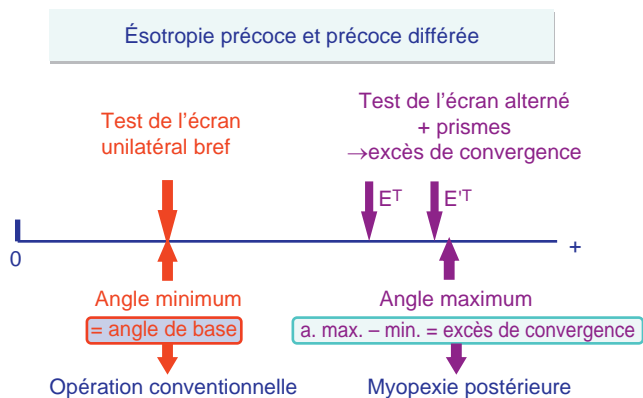 Ésotropie précoce et précoce différée
Test de l'écran
unilatéral bref
Test de l'écran alterné
+ prismes
→excès de convergence
E^T
E'^T
0
+
Angle minimum
= angle de base
Opération conventionnelle
Angle maximum
a. max. – min. = excès de convergence
Myopexie postérieure